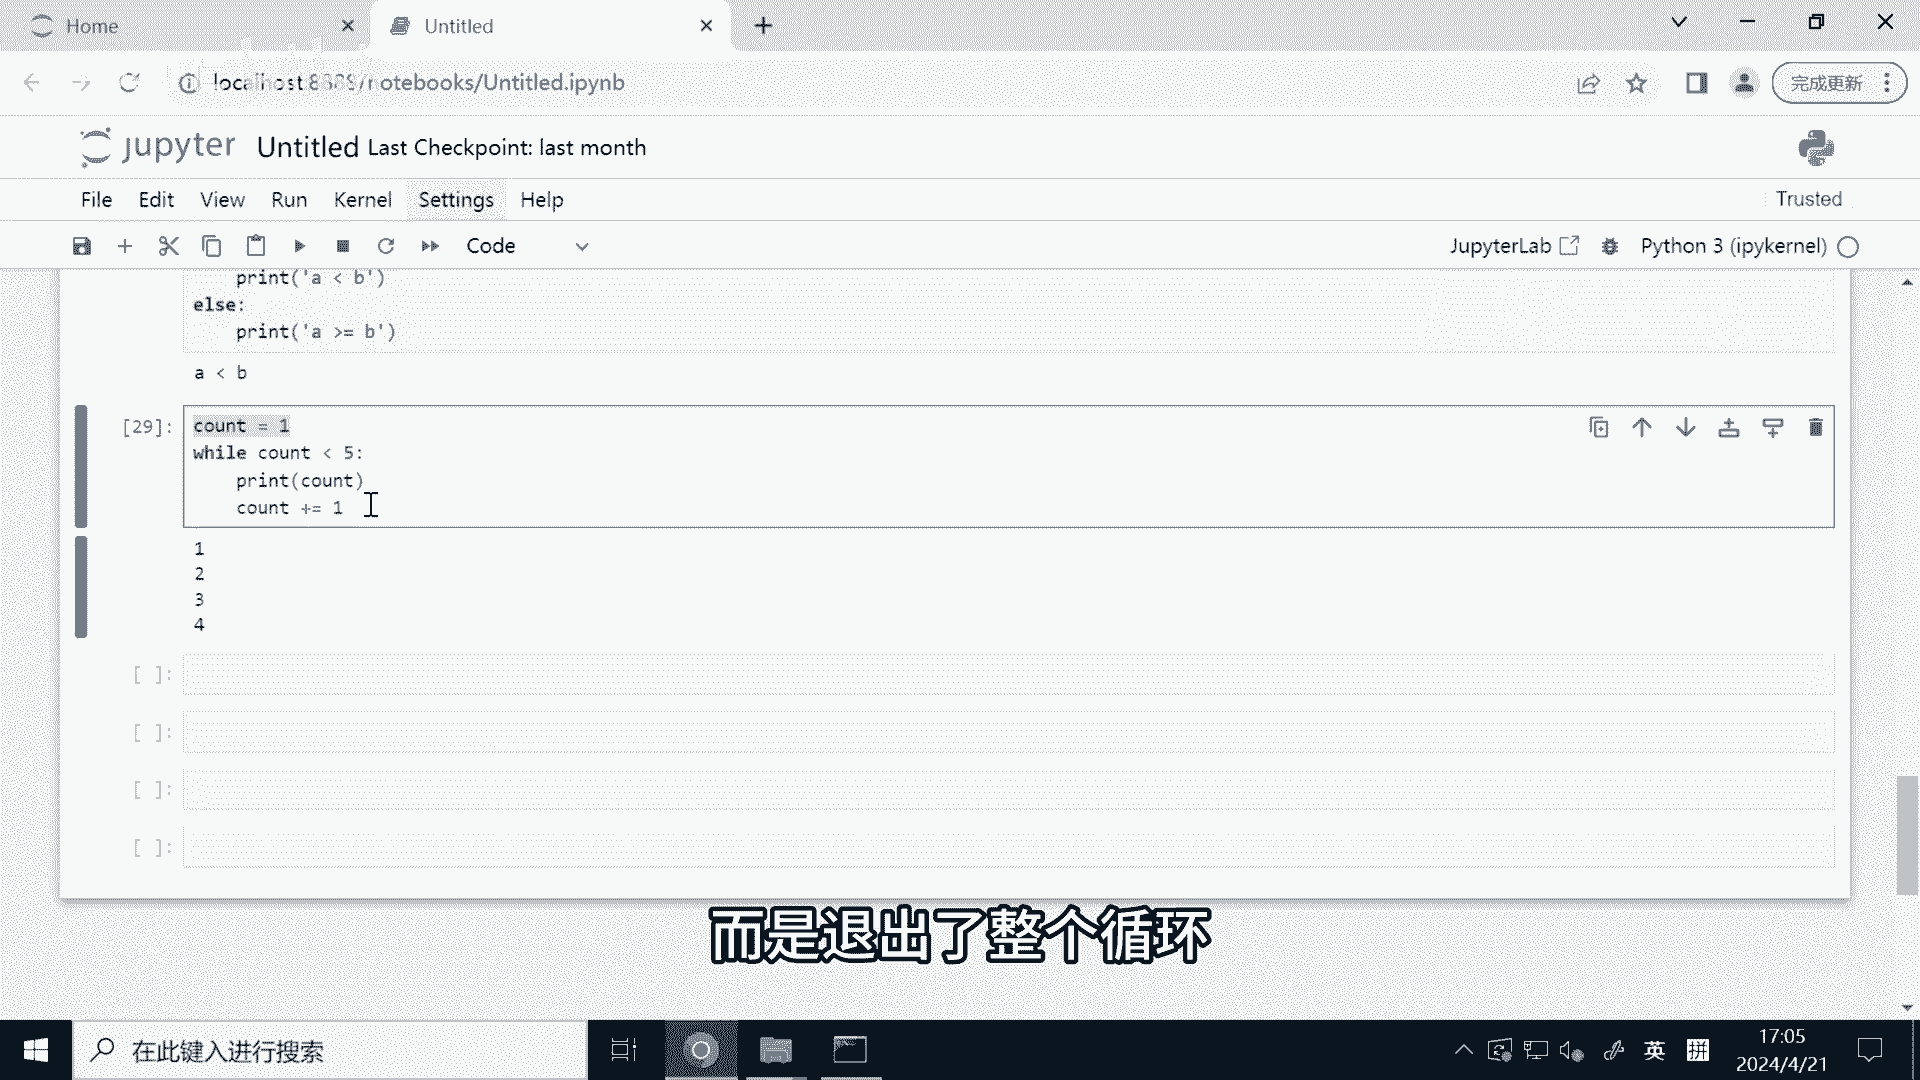 Home
Untitled
localhost:8888/notebooks/Untitled.ipynb
完成更新
jupyter Untitled Last Checkpoint: last month
File Edit View Run Kernel Settings Help
Trusted
Code
JupyterLab
Python 3 (ipykernel)
print('a < b')
else:
print('a >= b')
a < b
[29]:
count = 1
while count < 5:
print(count)
count += 1
1
2
3
4
[ ]:
[ ]:
[ ]:
[ ]:
而是退出了整个循环
在此键入进行搜索
英
拼
17:05
2024/4/21